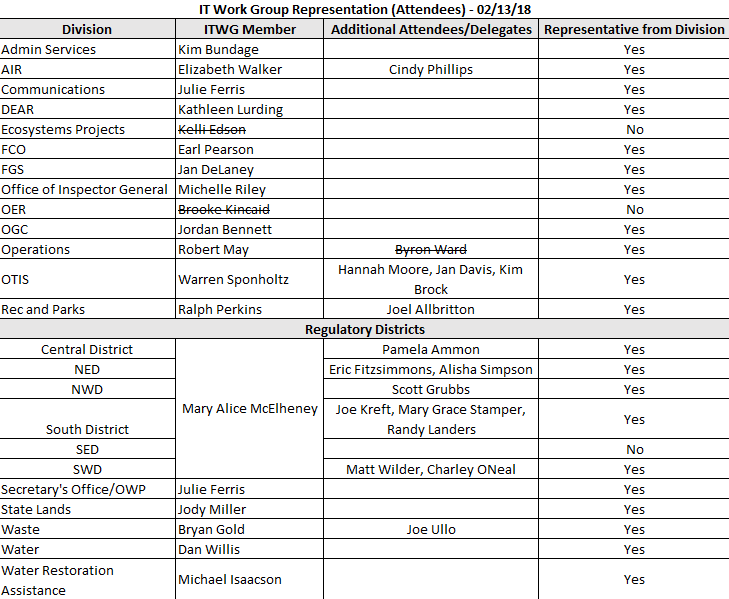 IT Work Group Representation (Attendees) - 02/13/18
Division ITWG Member Additional Attendees/Delegates Representative from Division
Admin Services Kim Bundage Yes
AIR Elizabeth Walker Cindy Phillips Yes
Communications Julie Ferris Yes
DEAR Kathleen Lurding Yes
Ecosystems Projects Kelli Edson No
FCO Earl Pearson Yes
FGS Jan DeLaney Yes
Office of Inspector General Michelle Riley Yes
OER Brooke Kincaid No
OGC Jordan Bennett Yes
Operations Robert May Byron Ward Yes
OTIS Warren Sponholtz Hannah Moore, Jan Davis, Kim
Brock Yes
Rec and Parks Ralph Perkins Joel Allbritton Yes
Regulatory Districts
Central District Pamela Ammon Yes
NED Eric Fitzsimmons, Alisha Simpson Yes
NWD Scott Grubbs Yes
Mary Alice McElheney
South District Joe Kreft, Mary Grace Stamper,
Randy Landers Yes
SED No
SWD Matt Wilder, Charley ONeal Yes
Secretary's Office/OWP Julie Ferris Yes
State Lands Jody Miller Yes
Waste Bryan Gold Joe Ullo Yes
Water Dan Willis Yes
Water Restoration
Assistance Michael Isaacson Yes